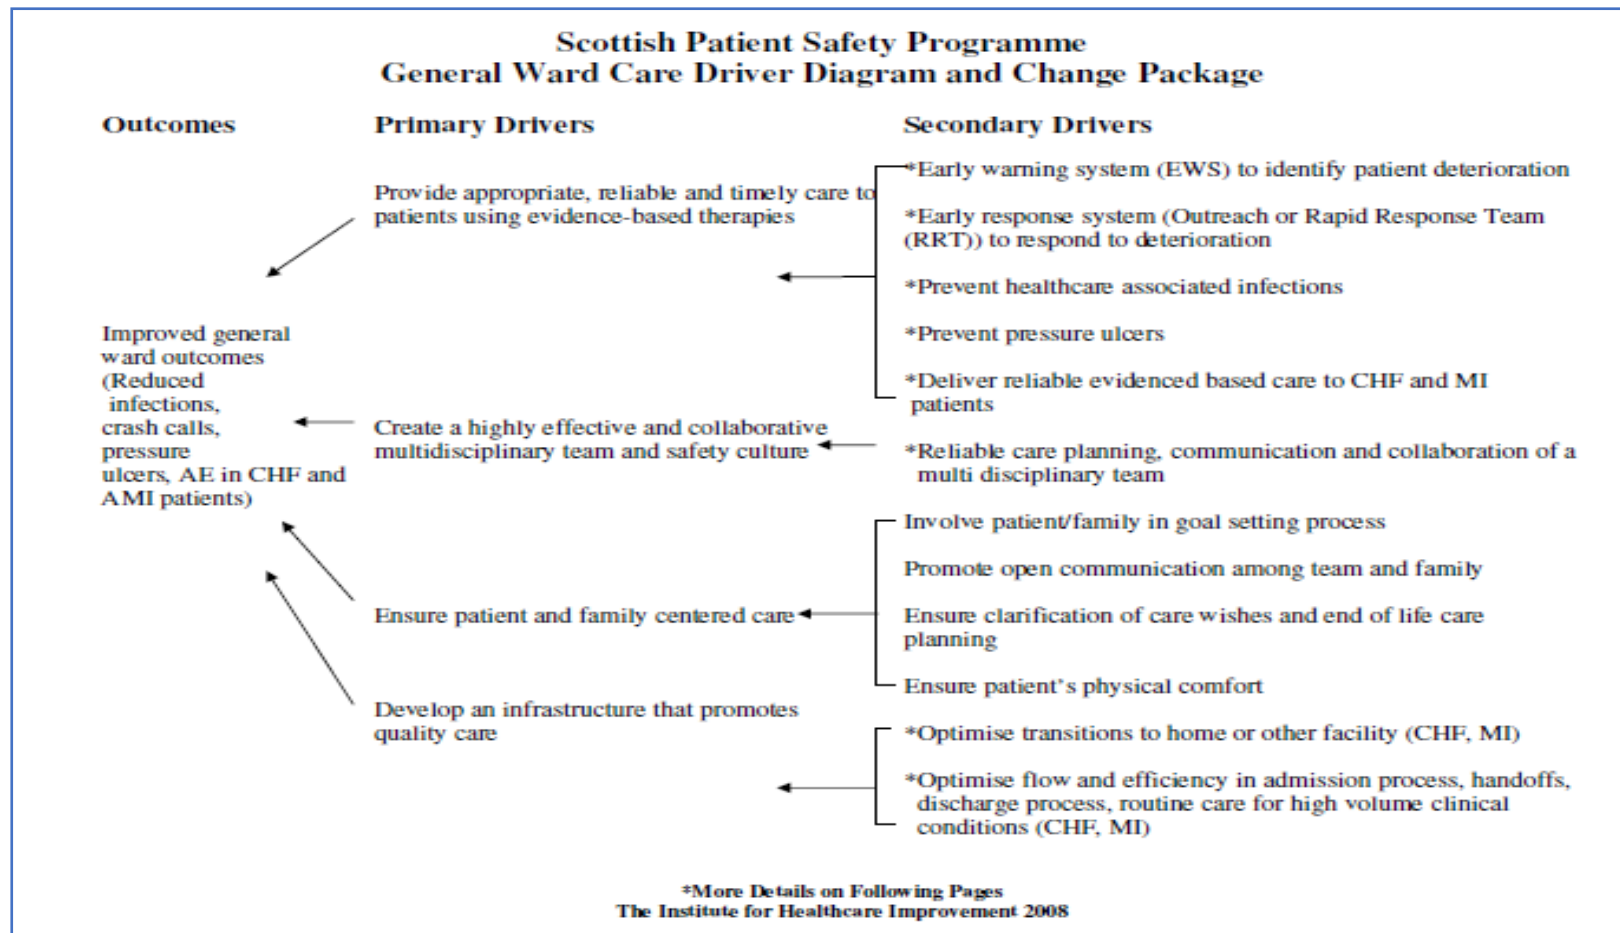 Scottish Patient Safety Programme
General Ward Care Driver Diagram and Change Package
Outcomes
Primary Drivers
Secondary Drivers
Improved general
ward outcomes
(Reduced
infections,
crash calls,
pressure
ulcers, AE in CHF and
AMI patients)
Provide appropriate, reliable and timely care to
patients using evidence-based therapies
Create a highly effective and collaborative
multidisciplinary team and safety culture
Ensure patient and family centered care
Develop an infrastructure that promotes
quality care
*Early warning system (EWS) to identify patient deterioration
*Early response system (Outreach or Rapid Response Team
(RRT)) to respond to deterioration
*Prevent healthcare associated infections
*Prevent pressure ulcers
*Deliver reliable evidenced based care to CHF and MI
patients
*Reliable care planning, communication and collaboration of a
multi disciplinary team
Involve patient/family in goal setting process
Promote open communication among team and family
Ensure clarification of care wishes and end of life care
planning
Ensure patient's physical comfort
*Optimise transitions to home or other facility (CHF, MI)
*Optimise flow and efficiency in admission process, handoffs,
discharge process, routine care for high volume clinical
conditions (CHF, MI)
*More Details on Following Pages
The Institute for Healthcare Improvement 2008